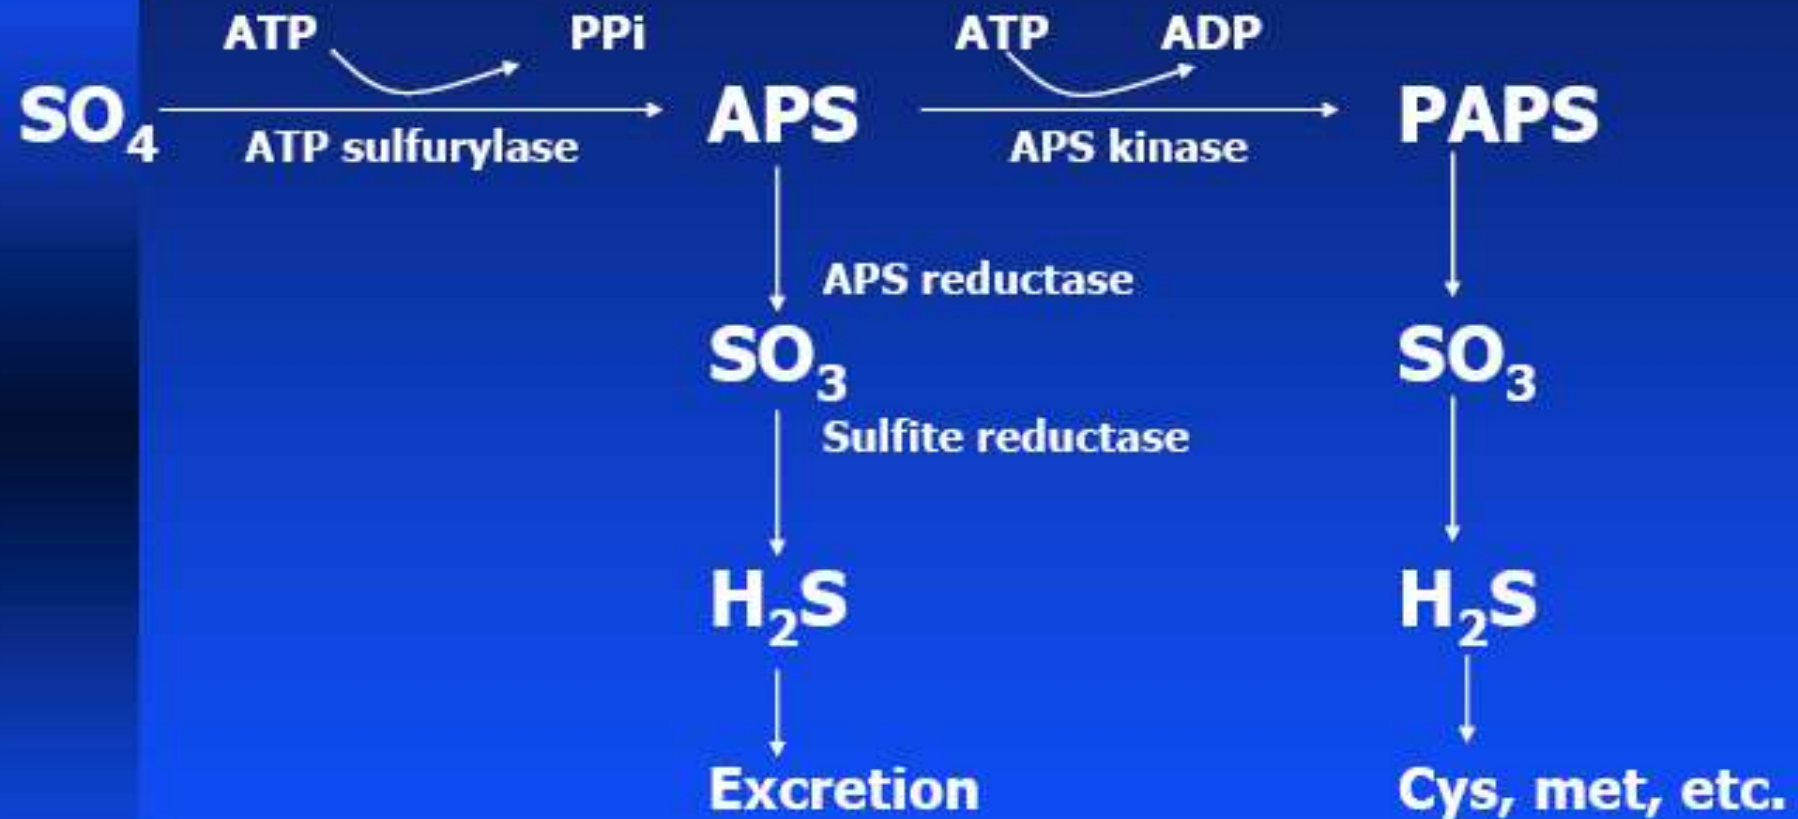 ATP PPi ATP ADP
SO₄ APS PAPS
ATP sulfurylase APS kinase
APS reductase
SO₃ SO₃
Sulfite reductase
H₂S H₂S
Excretion Cys, met, etc.